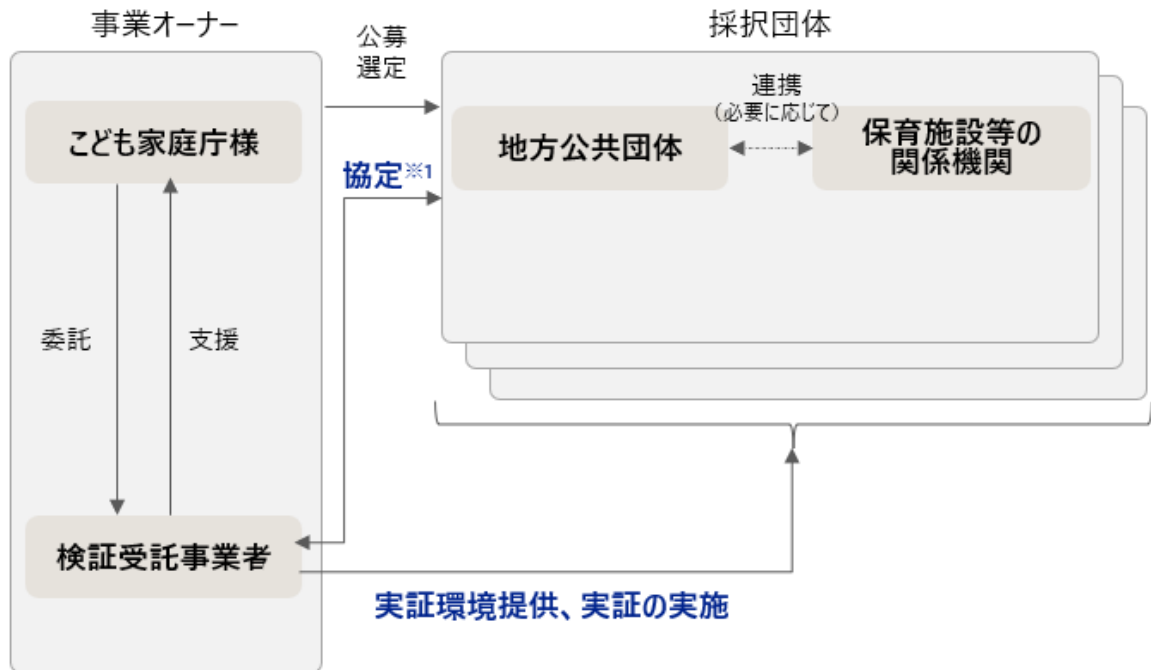 事業オーナー
採択団体
公募
選定
こども家庭庁様
連携
(必要に応じて)
地方公共団体
保育施設等の
関係機関
協定※1
委託
支援
検証受託事業者
実証環境提供、実証の実施